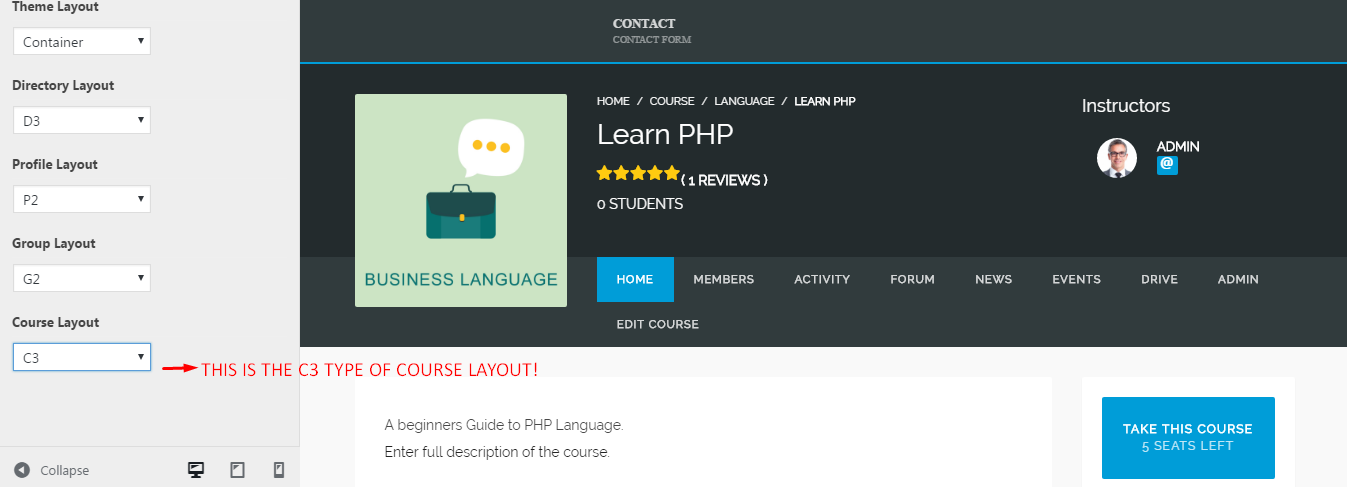 Theme Layout
Container
Directory Layout
D3
Profile Layout
P2
Group Layout
G2
Course Layout
C3
THIS IS THE C3 TYPE OF COURSE LAYOUT!
Collapse
CONTACT
CONTACT FORM
BUSINESS LANGUAGE
HOME / COURSE / LANGUAGE / LEARN PHP
Learn PHP
( 1 REVIEWS )
0 STUDENTS
Instructors
ADMIN
@
HOME MEMBERS ACTIVITY FORUM NEWS EVENTS DRIVE ADMIN
EDIT COURSE
A beginners Guide to PHP Language.
Enter full description of the course.
TAKE THIS COURSE
5 SEATS LEFT